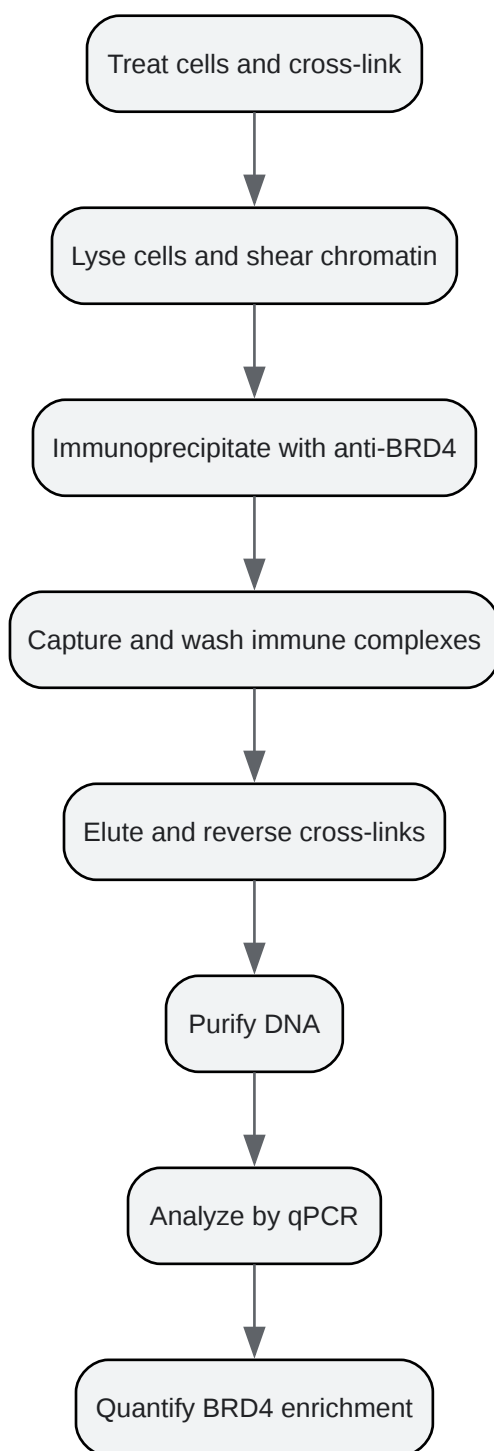 Treat cells and cross-link
Lyse cells and shear chromatin
Immunoprecipitate with anti-BRD4
Capture and wash immune complexes
Elute and reverse cross-links
Purify DNA
Analyze by qPCR
Quantify BRD4 enrichment